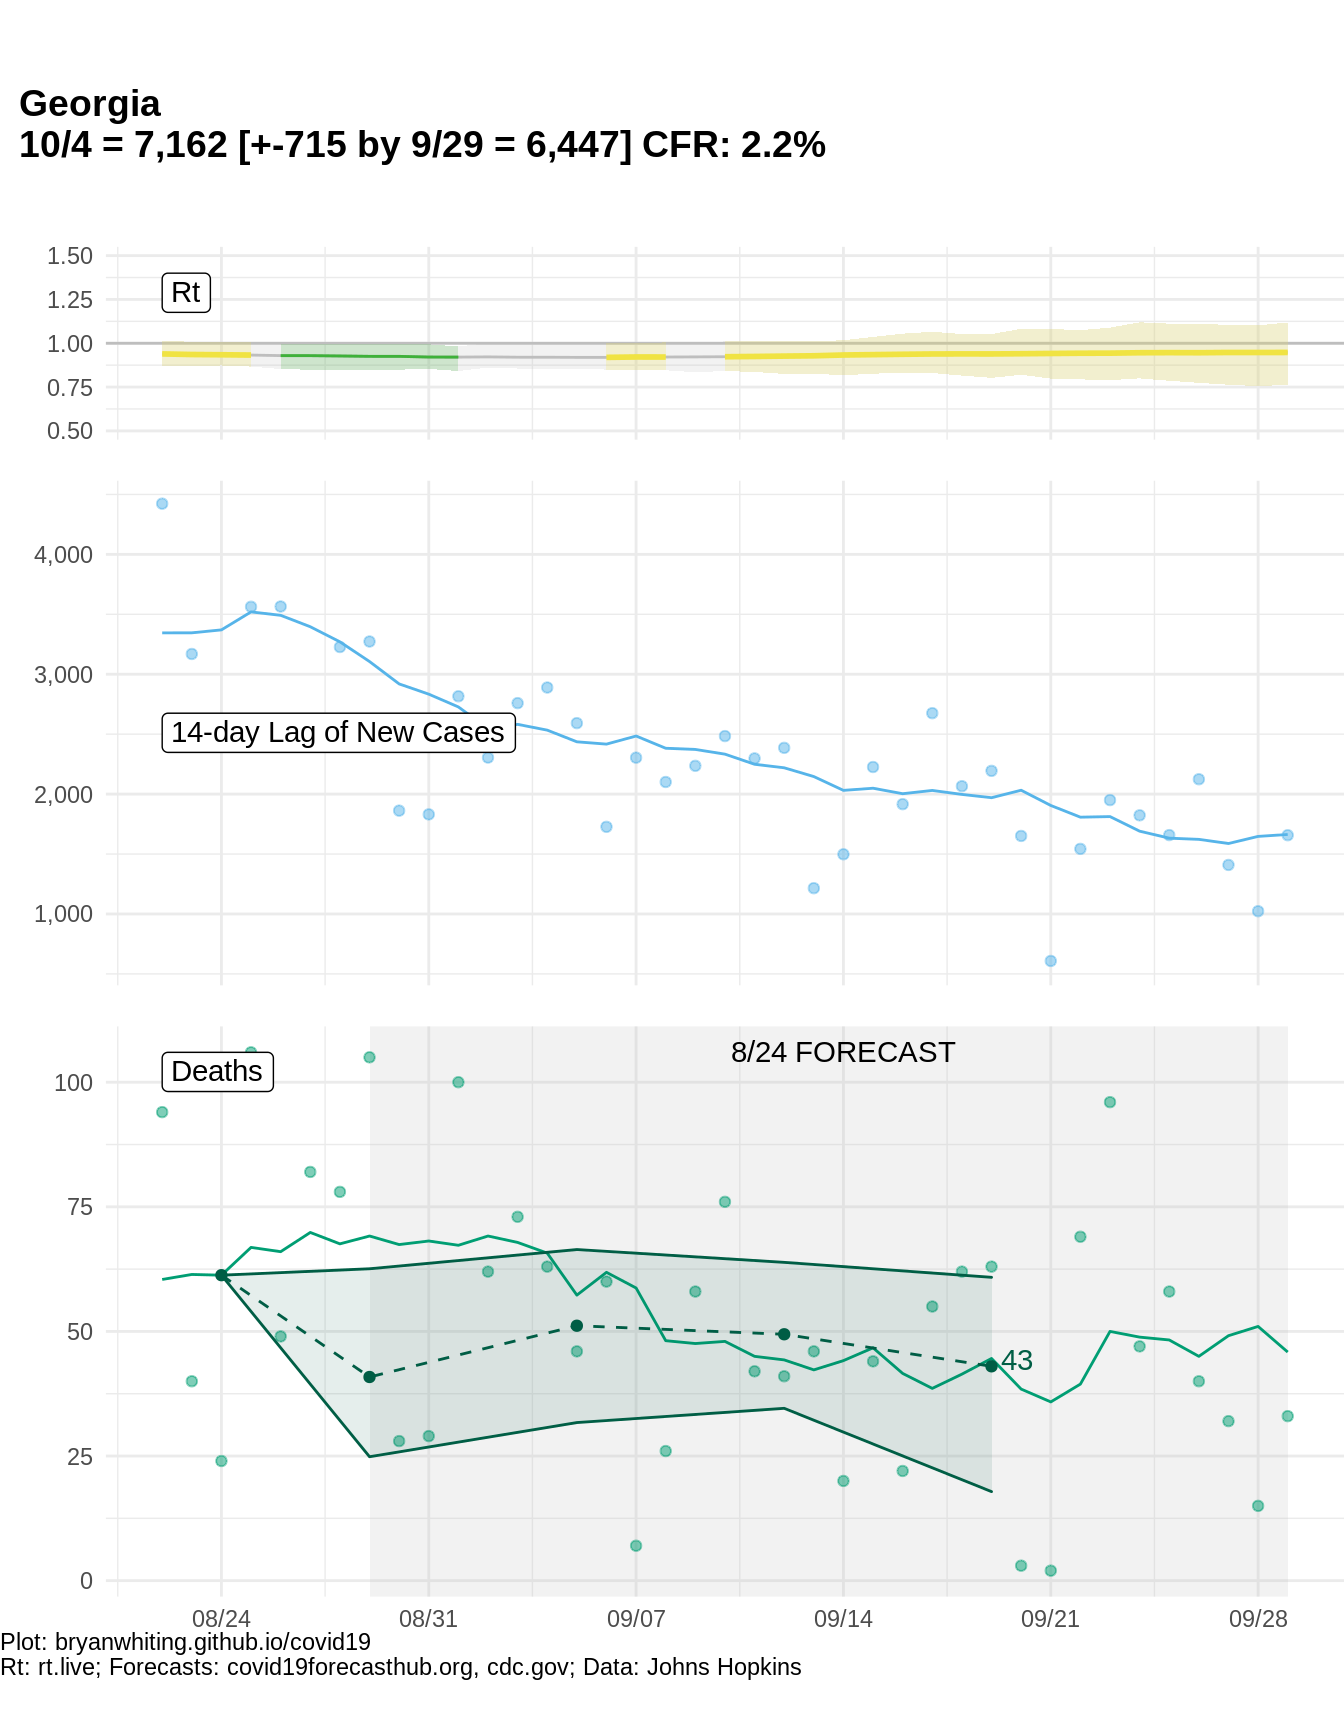 Georgia
10/4 = 7,162 [+-715 by 9/29 = 6,447] CFR: 2.2%
1.50
Rt
1.25
1.00
0.75
0.50
4,000
3,000
14-day Lag of New Cases
2,000
1,000
8/24 FORECAST
Deaths
100
75
50
43
25
0
08/24 08/31 09/07 09/14 09/21 09/28
Plot: bryanwhiting.github.io/covid19
Rt: rt.live; Forecasts: covid19forecasthub.org, cdc.gov; Data: Johns Hopkins